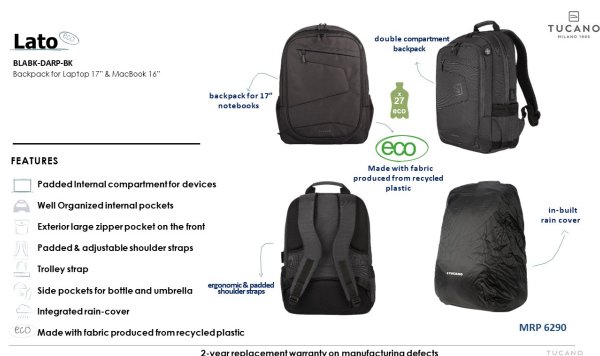 Lato eco
BLABK-DARP-BK
Backpack for Laptop 17" & MacBook 16"
TUCANO
MILANO 1985
double compartment
backpack
backpack for 17"
notebooks
x
27
eco
eco
Made with fabric
produced from recycled
plastic
FEATURES
Padded Internal compartment for devices
Well Organized internal pockets
Exterior large zipper pocket on the front
Padded & adjustable shoulder straps
Trolley strap
Side pockets for bottle and umbrella
Integrated rain-cover
eco Made with fabric produced from recycled plastic
ergonomic & padded
shoulder straps
in-built
rain cover
TUCANO
MRP 6290
2-year replacement warranty on manufacturing defects
TUCANO